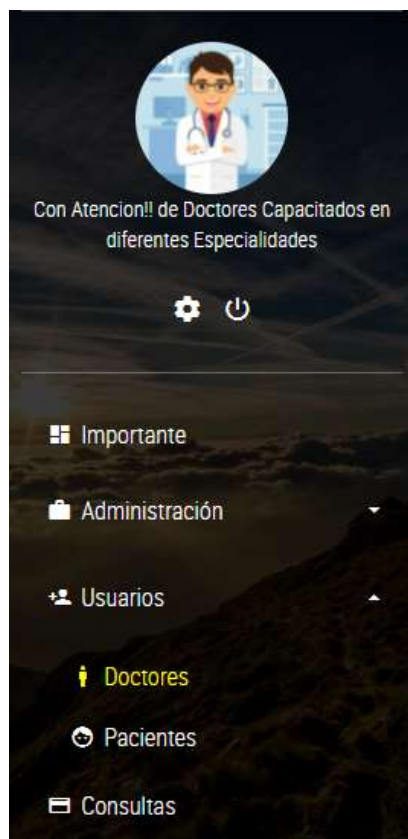 Con Atencion!! de Doctores Capacitados en
diferentes Especialidades
Importante
Administración
Usuarios
Doctores
Pacientes
Consultas